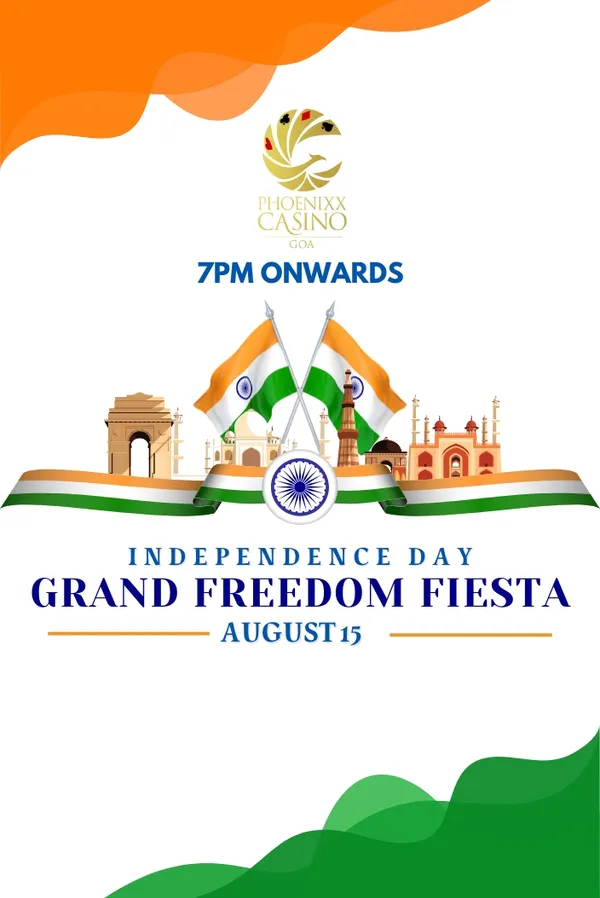 PHOENIXX
CASINO
GOA
7PM ONWARDS
INDEPENDENCE DAY
GRAND FREEDOM FIESTA
AUGUST 15